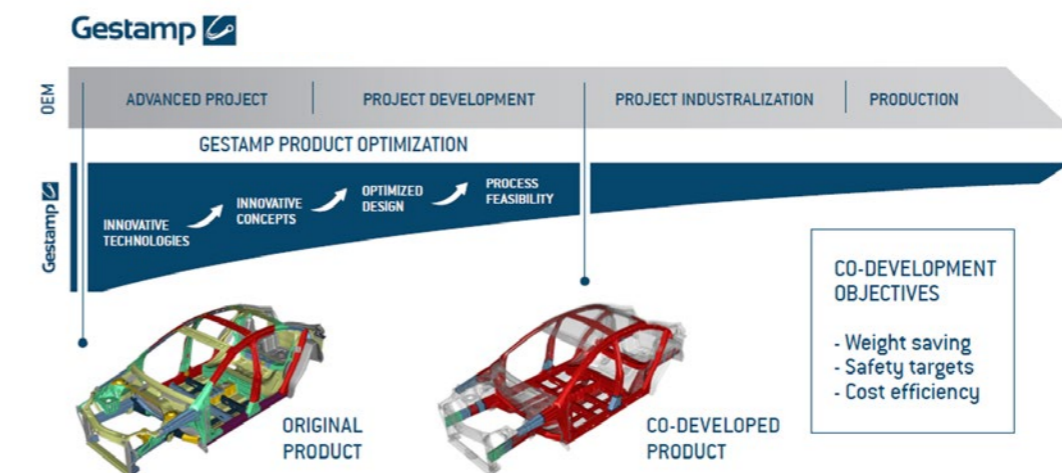 Gestamp
OEM
ADVANCED PROJECT
PROJECT DEVELOPMENT
PROJECT INDUSTRALIZATION
PRODUCTION
GESTAMP PRODUCT OPTIMIZATION
Gestamp
INNOVATIVE
TECHNOLOGIES
INNOVATIVE
CONCEPTS
OPTIMIZED
DESIGN
PROCESS
FEASIBILITY
ORIGINAL
PRODUCT
CO-DEVELOPED
PRODUCT
CO-DEVELOPMENT
OBJECTIVES
- Weight saving
- Safety targets
- Cost efficiency